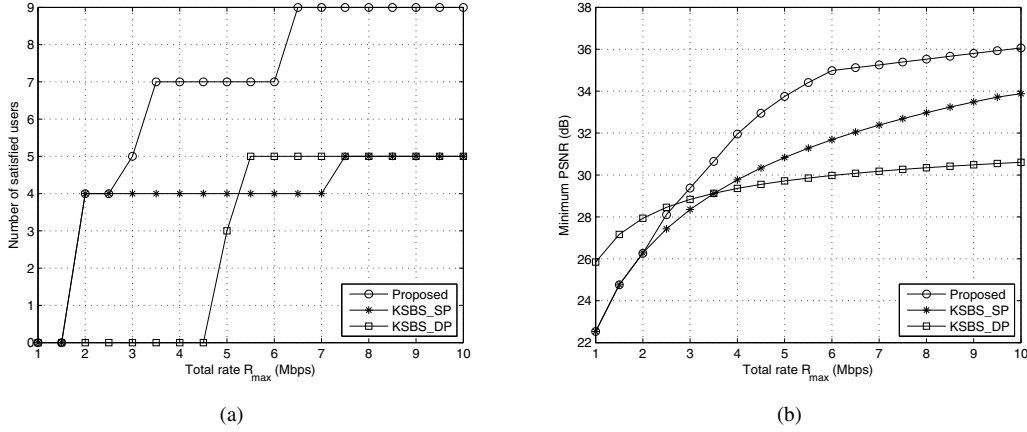 9
8
7
6
5
4
3
2
1
0
Number of satisfied users
1 2 3 4 5 6 7 8 9 10
Total rate R_max (Mbps)
Proposed
KSBS_SP
KSBS_DP
(a)
38
36
34
32
30
28
26
24
22
Minimum PSNR (dB)
1 2 3 4 5 6 7 8 9 10
Total rate R_max (Mbps)
Proposed
KSBS_SP
KSBS_DP
(b)